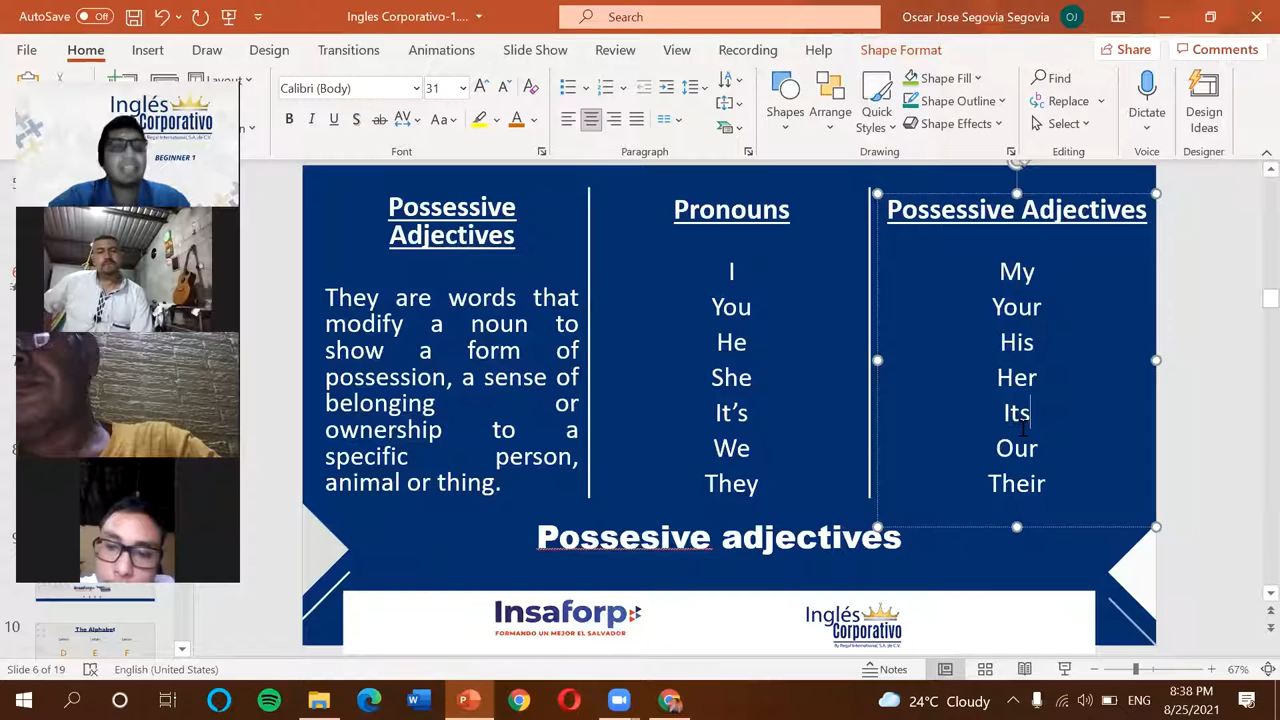 AutoSave Off
Ingles Corporativo-1....
Search
Oscar Jose Segovia Segovia
OJ
File Home Insert Draw Design Transitions Animations Slide Show Review View Recording Help Shape Format
Share Comments
Calibri (Body) 31
Shapes Arrange Quick Styles
Shape Fill
Shape Outline
Shape Effects
Find
Replace
Select
Dictate
Design Ideas
Font Paragraph Drawing Editing Voice Designer
Inglés
Corporativo
BEGINNER 1
Possessive
Adjectives
They are words that
modify a noun to
show a form of
possession, a sense of
belonging or
ownership to a
specific person,
animal or thing.
Pronouns
I
You
He
She
It’s
We
They
Possessive Adjectives
My
Your
His
Her
Its
Our
Their
Possesive adjectives
Insaforp
FORMANDO UN MEJOR EL SALVADOR
Inglés
Corporativo
By Regal International, S.A. de C.V.
10
The Alphabet
D E F
Slide 6 of 19
English (United States)
Notes
67%
24°C Cloudy
ENG
8:38 PM
8/25/2021